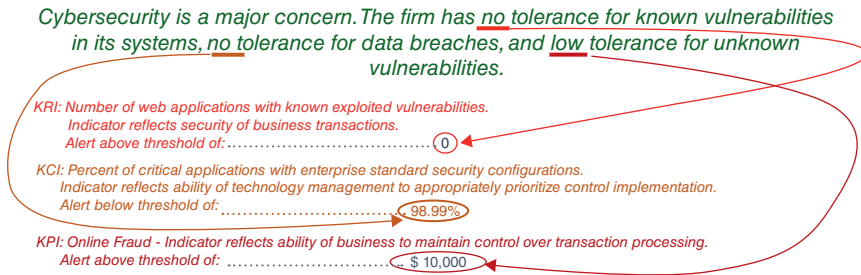 Cybersecurity is a major concern. The firm has no tolerance for known vulnerabilities
in its systems, no tolerance for data breaches, and low tolerance for unknown
vulnerabilities.
KRI: Number of web applications with known exploited vulnerabilities.
Indicator reflects security of business transactions.
Alert above threshold of: 0
KCI: Percent of critical applications with enterprise standard security configurations.
Indicator reflects ability of technology management to appropriately prioritize control implementation.
Alert below threshold of: 98.99%
KPI: Online Fraud - Indicator reflects ability of business to maintain control over transaction processing.
Alert above threshold of: $ 10,000